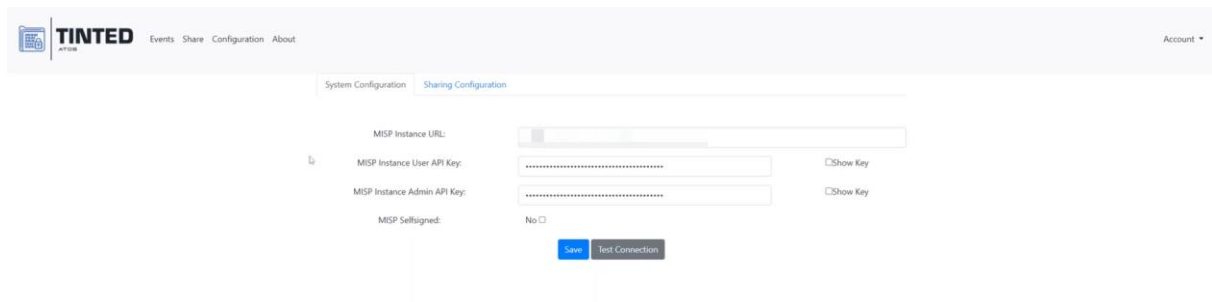 TINTED
ATOS
Events Share Configuration About
Account
System Configuration Sharing Configuration
MISP Instance URL:
MISP Instance User API Key: ☐Show Key
MISP Instance Admin API Key: ☐Show Key
MISP Selfsigned: No ☐
Save Test Connection